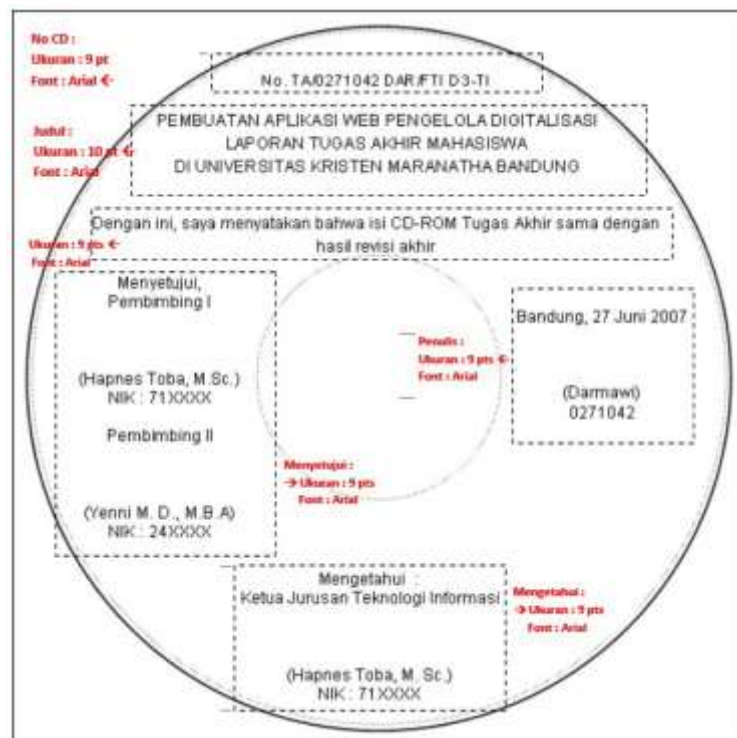 No CD :
Ukuran : 9 pt
Font : Arial ←
No. TA/0271042 DAR/FTI D3-TI
Judul :
Ukuran : 10 pt ←
Font : Arial
PEMBUATAN APLIKASI WEB PENGELOLA DIGITALISASI
LAPORAN TUGAS AKHIR MAHASISWA
DI UNIVERSITAS KRISTEN MARANATHA BANDUNG
Dengan ini, saya menyatakan bahwa isi CD-ROM Tugas Akhir sama dengan
hasil revisi akhir
Ukuran : 9 pts ←
Font : Arial
Menyetujui,
Pembimbing I
(Hapnes Toba, M.Sc.)
NIK : 71XXXX
Pembimbing II
(Yenni M. D., M.B.A)
NIK : 24XXXX
Penulis :
Ukuran : 9 pts ←
Font : Arial
Bandung, 27 Juni 2007
(Darmawi)
0271042
Menyetujui :
→ Ukuran : 9 pts
Font : Arial
Mengetahui :
Ketua Jurusan Teknologi Informasi
(Hapnes Toba, M. Sc.)
NIK : 71XXXX
Mengetahui :
→ Ukuran : 9 pts
Font : Arial